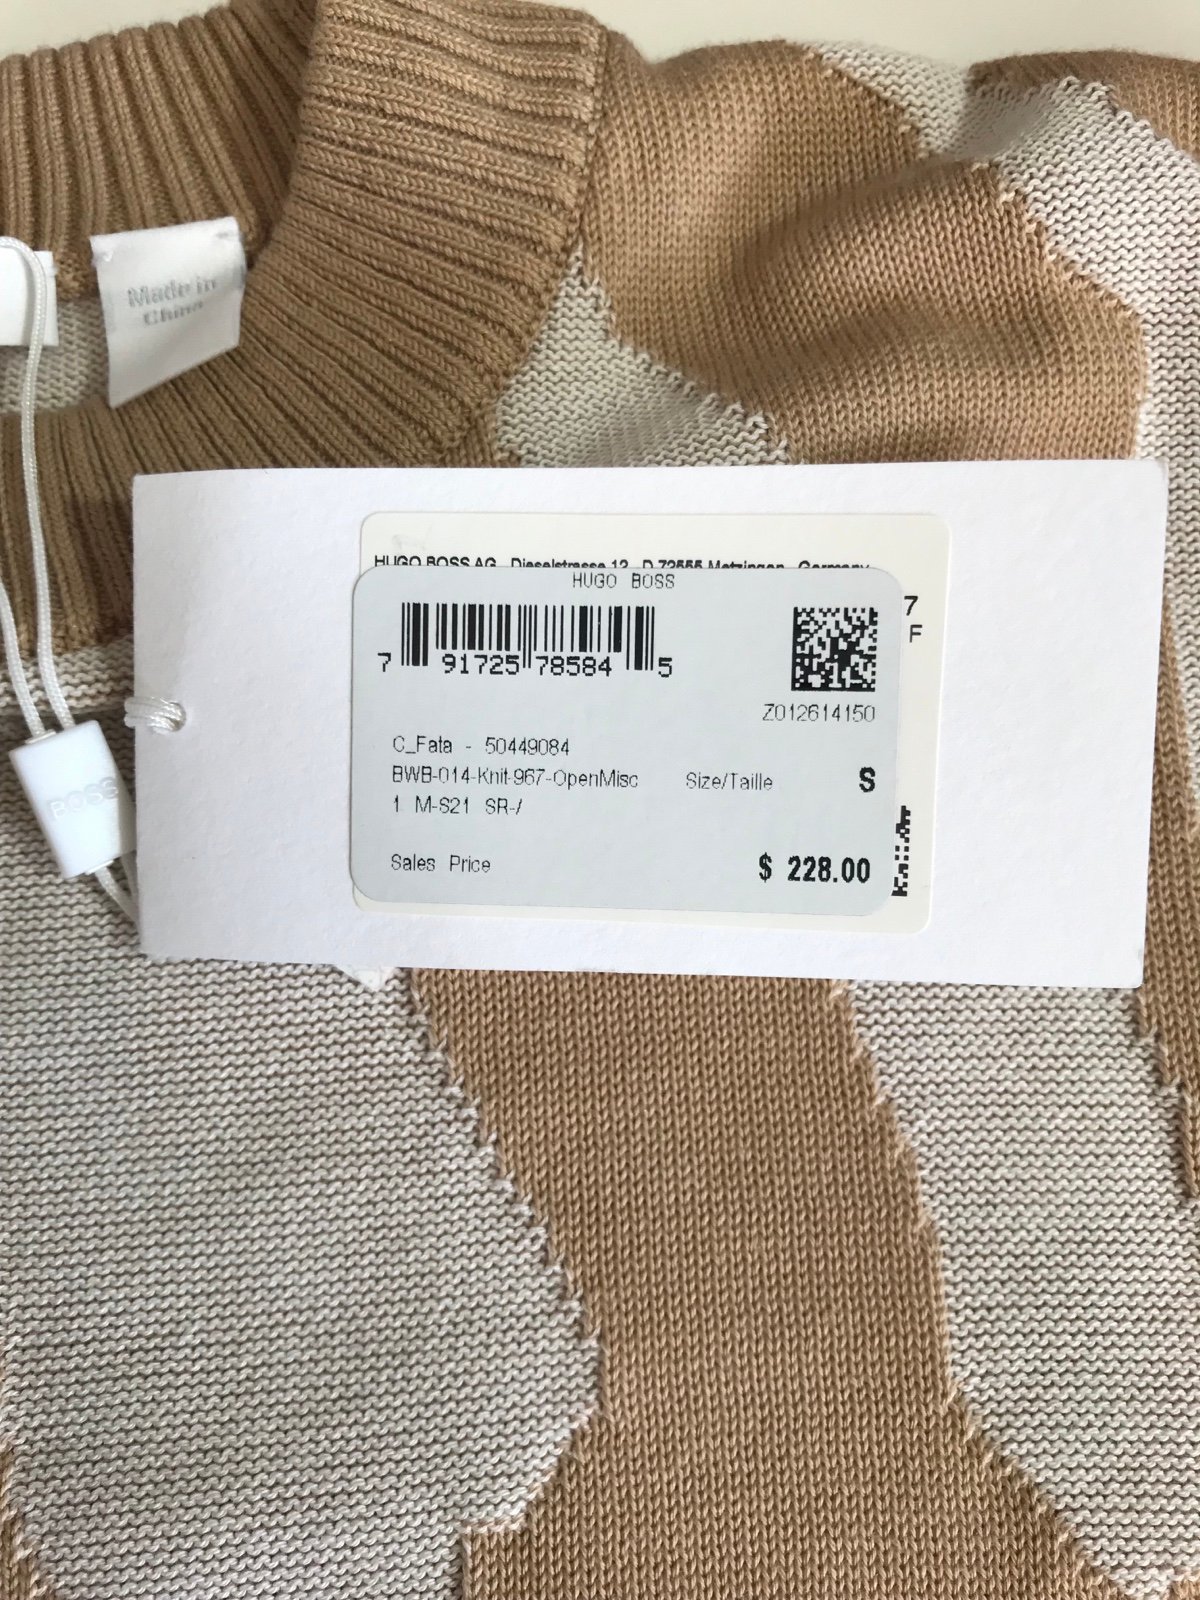 Made in
China
HUGO BOSS AG Dieselstrasse 12 D 72555 Metzingen Germany
HUGO BOSS
7 91725 78584 5
7
F
Z012614150
C_Fata - 50449084
BWB-014-Knit-967-OpenMisc Size/Taille S
1 M-S21 SR-/
Sales Price $ 228.00
BOSS